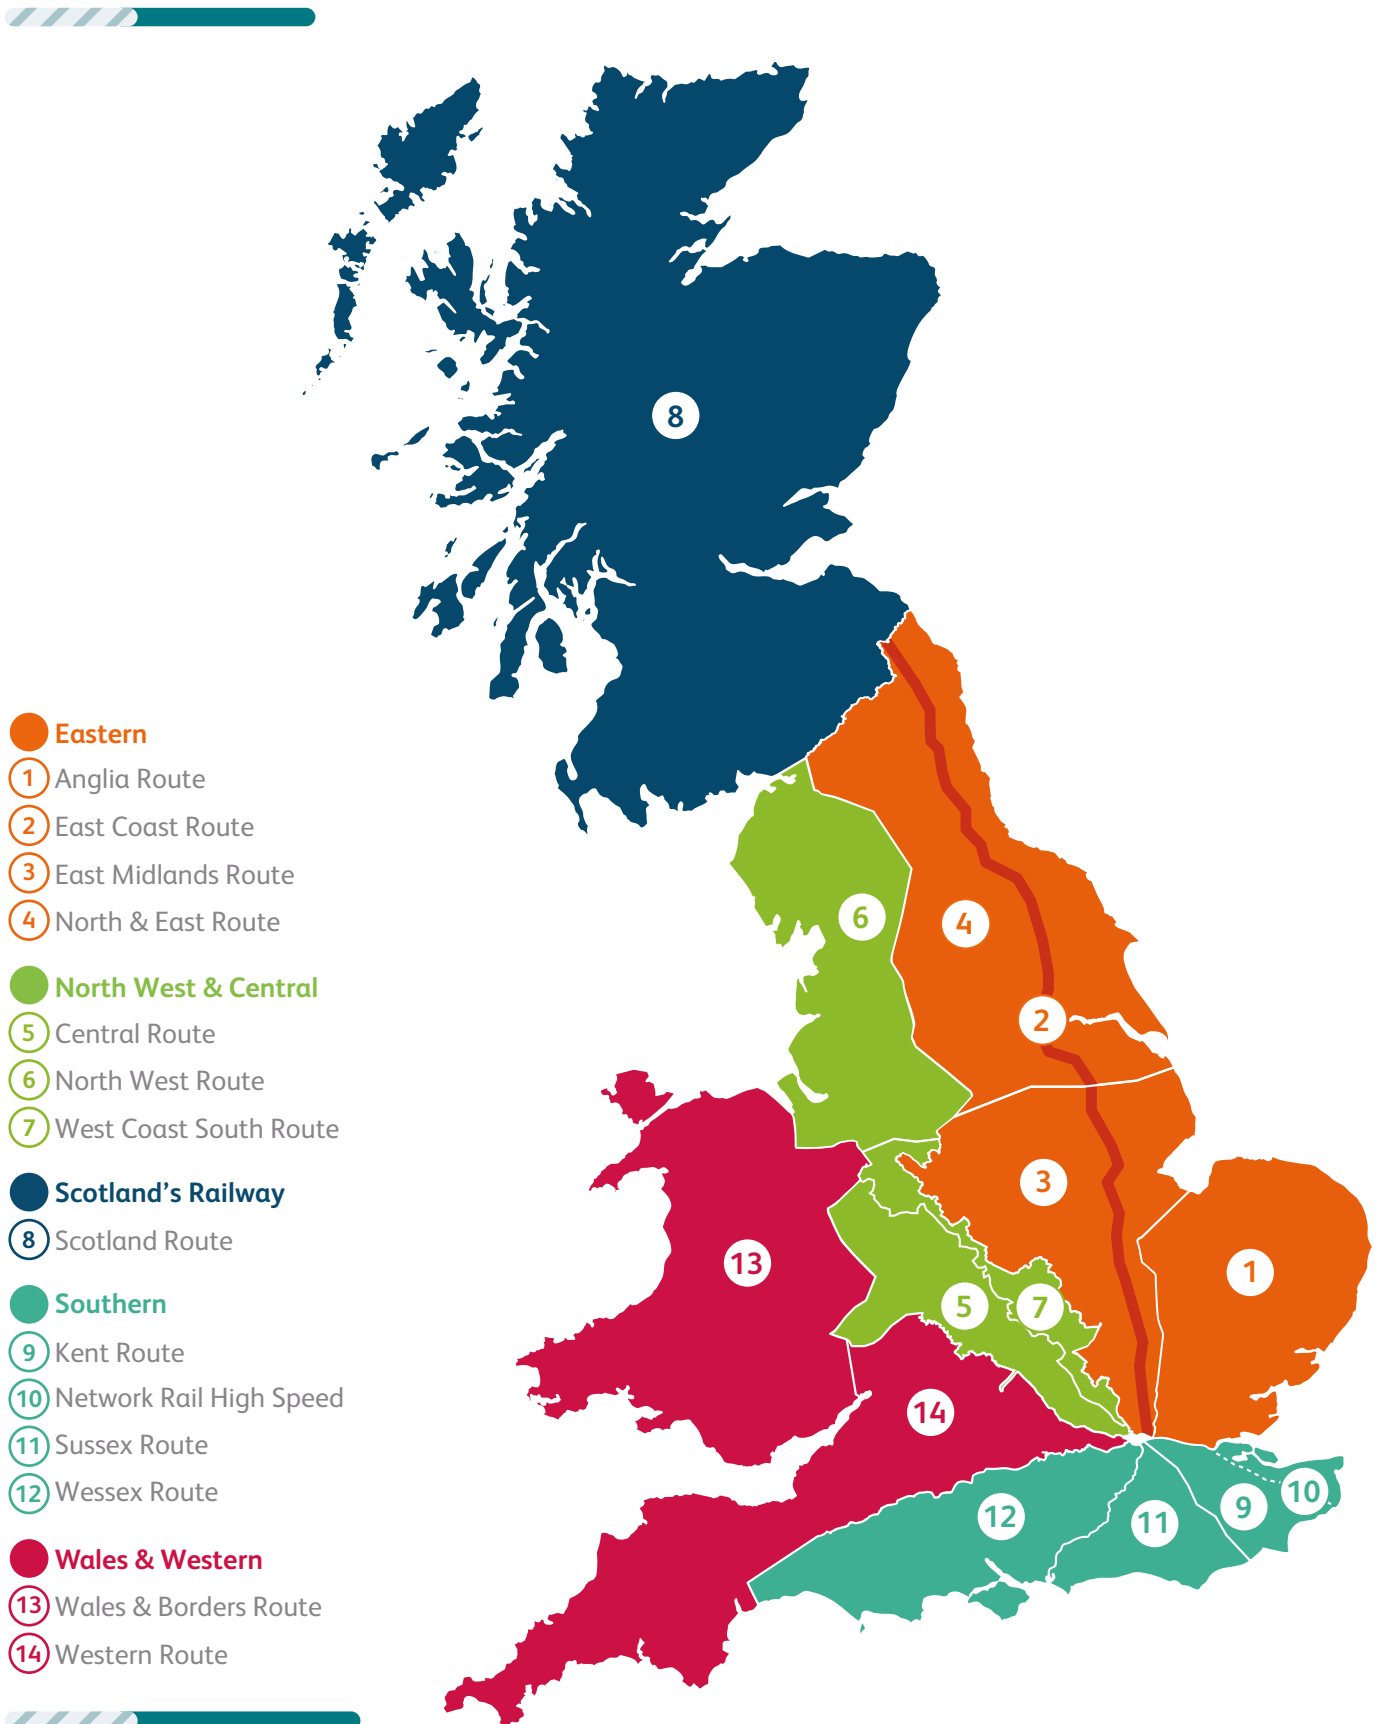 Eastern
1 Anglia Route
2 East Coast Route
3 East Midlands Route
4 North & East Route
North West & Central
5 Central Route
6 North West Route
7 West Coast South Route
Scotland's Railway
8 Scotland Route
Southern
9 Kent Route
10 Network Rail High Speed
11 Sussex Route
12 Wessex Route
Wales & Western
13 Wales & Borders Route
14 Western Route
8
6
4
2
3
13
1
5
7
14
10
9
12
11